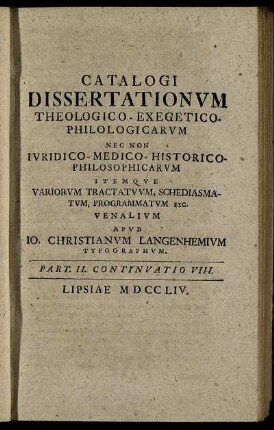 CATALOGI
DISSERTATIONVM
THEOLOGICO-EXEGETICO-
PHILOLOGICARVM
NEC NON
IVRIDICO-MEDICO-HISTORICO-
PHILOSOPHICARVM
ITEMQVE
VARIORVM TRACTATVVM, SCHEDIASMA-
TVM, PROGRAMMATVM ETC.
VENALIVM
APVD
IO. CHRISTIANVM LANGENHEMIVM
TYPOGRAPHVM.
PART. II. CONTINVATIO VIII.
LIPSIAE MDCCLIV.